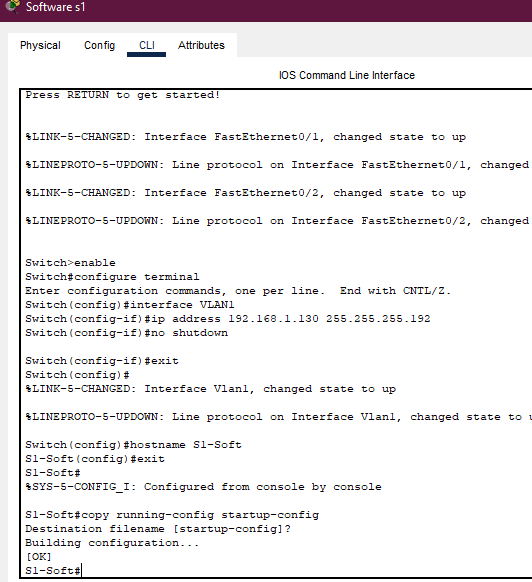 Software s1
Physical Config CLI Attributes
IOS Command Line Interface
Press RETURN to get started!
%LINK-5-CHANGED: Interface FastEthernet0/1, changed state to up
%LINEPROTO-5-UPDOWN: Line protocol on Interface FastEthernet0/1, changed
%LINK-5-CHANGED: Interface FastEthernet0/2, changed state to up
%LINEPROTO-5-UPDOWN: Line protocol on Interface FastEthernet0/2, changed
Switch>enable
Switch#configure terminal
Enter configuration commands, one per line.  End with CNTL/Z.
Switch(config)#interface VLAN1
Switch(config-if)#ip address 192.168.1.130 255.255.255.192
Switch(config-if)#no shutdown
Switch(config-if)#exit
Switch(config)#
%LINK-5-CHANGED: Interface Vlan1, changed state to up
%LINEPROTO-5-UPDOWN: Line protocol on Interface Vlan1, changed state to
Switch(config)#hostname S1-Soft
S1-Soft(config)#exit
S1-Soft#
%SYS-5-CONFIG_I: Configured from console by console
S1-Soft#copy running-config startup-config
Destination filename [startup-config]?
Building configuration...
[OK]
S1-Soft#